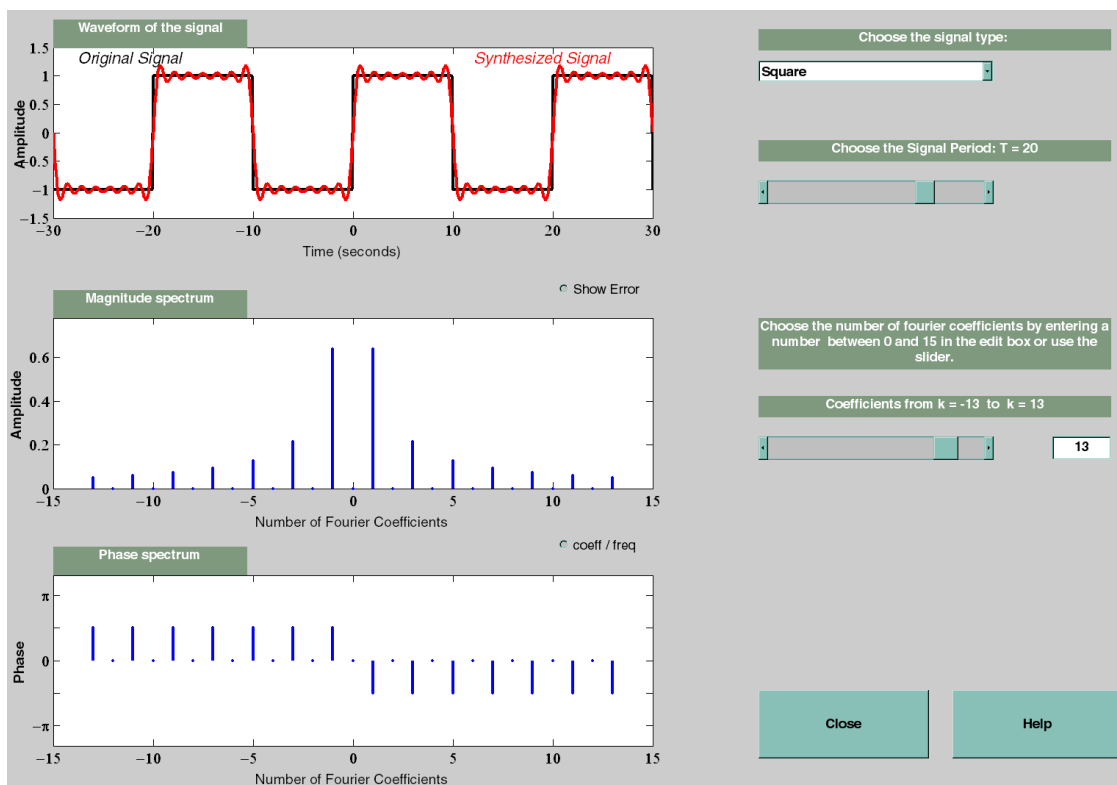 Waveform of the signal
Original Signal
Synthesized Signal
1.5
1
0.5
0
−0.5
−1
−1.5
Amplitude
−30
−20
−10
0
10
20
30
Time (seconds)
Show Error
Magnitude spectrum
0.6
0.4
0.2
0
Amplitude
−15
−10
−5
0
5
10
15
Number of Fourier Coefficients
coeff / freq
Phase spectrum
π
0
−π
Phase
−15
−10
−5
0
5
10
15
Number of Fourier Coefficients
Choose the signal type:
Square
Choose the Signal Period: T = 20
Choose the number of fourier coefficients by entering a
number between 0 and 15 in the edit box or use the
slider.
Coefficients from k = -13 to k = 13
13
Close
Help